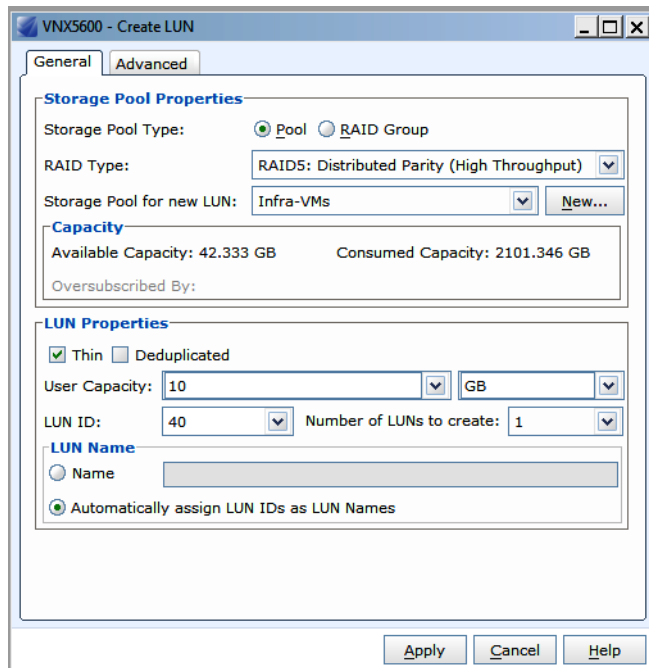 VNX5600 - Create LUN
General Advanced
Storage Pool Properties
Storage Pool Type: Pool RAID Group
RAID Type: RAID5: Distributed Parity (High Throughput)
Storage Pool for new LUN: Infra-VMs New...
Capacity
Available Capacity: 42.333 GB Consumed Capacity: 2101.346 GB
Oversubscribed By:
LUN Properties
Thin Deduplicated
User Capacity: 10 GB
LUN ID: 40 Number of LUNs to create: 1
LUN Name
Name
Automatically assign LUN IDs as LUN Names
Apply Cancel Help